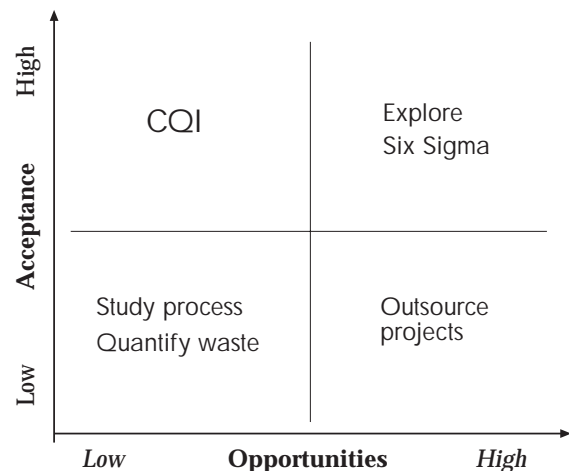 High
CQI
Explore
Six Sigma
Acceptance
Study process
Quantify waste
Outsource
projects
Low
Low
Opportunities
High